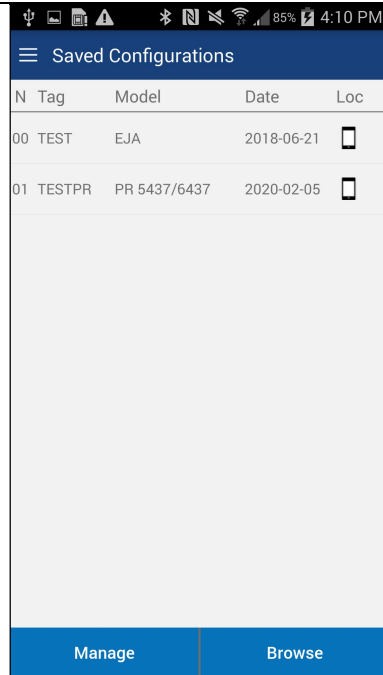 85% 4:10 PM
Saved Configurations
N Tag Model Date Loc
00 TEST EJA 2018-06-21
01 TESTPR PR 5437/6437 2020-02-05
Manage Browse